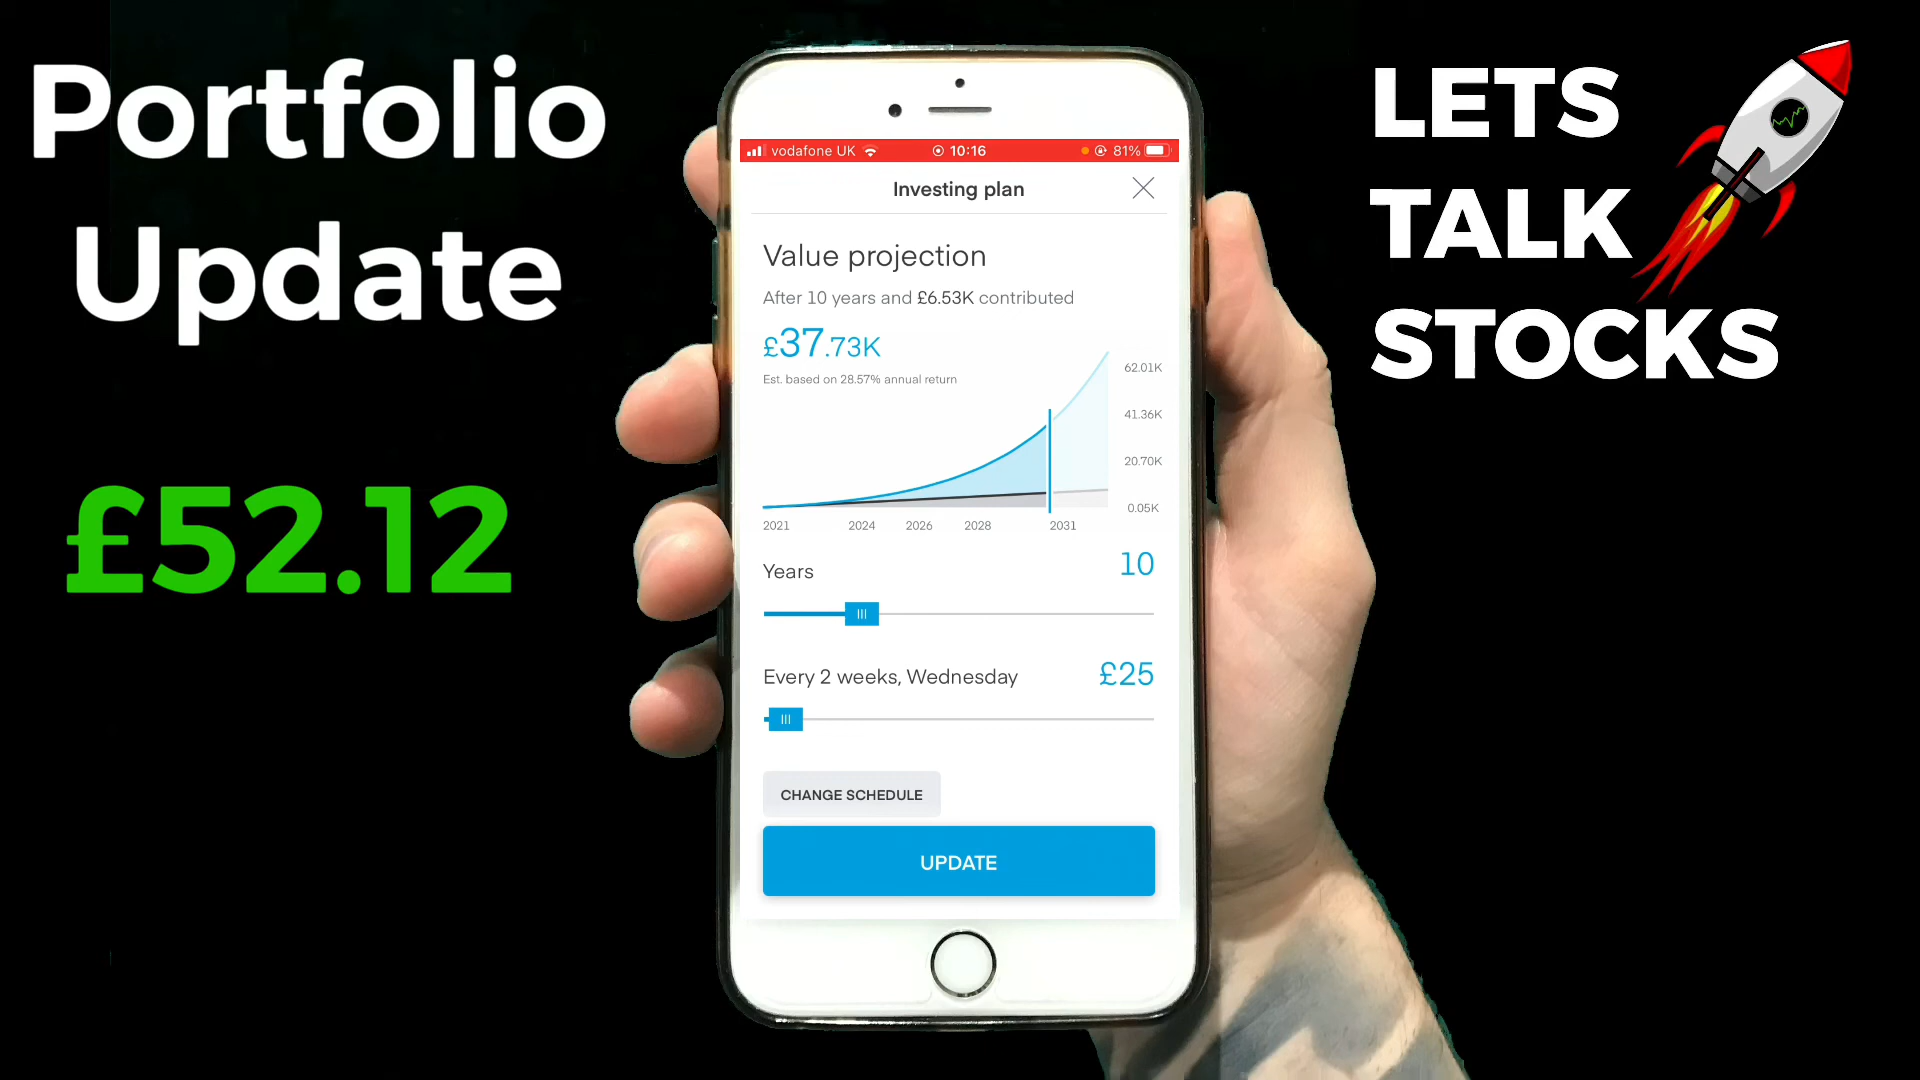 Portfolio
Update
£52.12
vodafone UK 10:16 81%
Investing plan
Value projection
After 10 years and £6.53K contributed
£37.73K
Est. based on 28.57% annual return
62.01K
41.36K
20.70K
0.05K
2021 2024 2026 2028 2031
Years 10
Every 2 weeks, Wednesday £25
CHANGE SCHEDULE
UPDATE
LETS
TALK
STOCKS